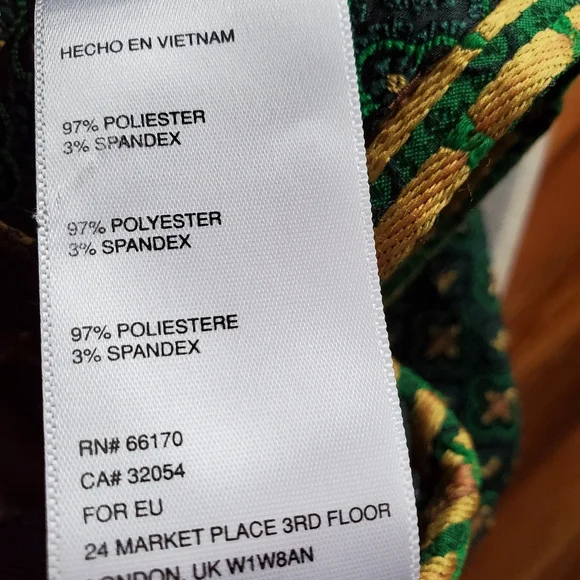 HECHO EN VIETNAM
97% POLIESTER
3% SPANDEX
97% POLYESTER
3% SPANDEX
97% POLIESTERE
3% SPANDEX
RN# 66170
CA# 32054
FOR EU
24 MARKET PLACE 3RD FLOOR
LONDON, UK W1W8AN